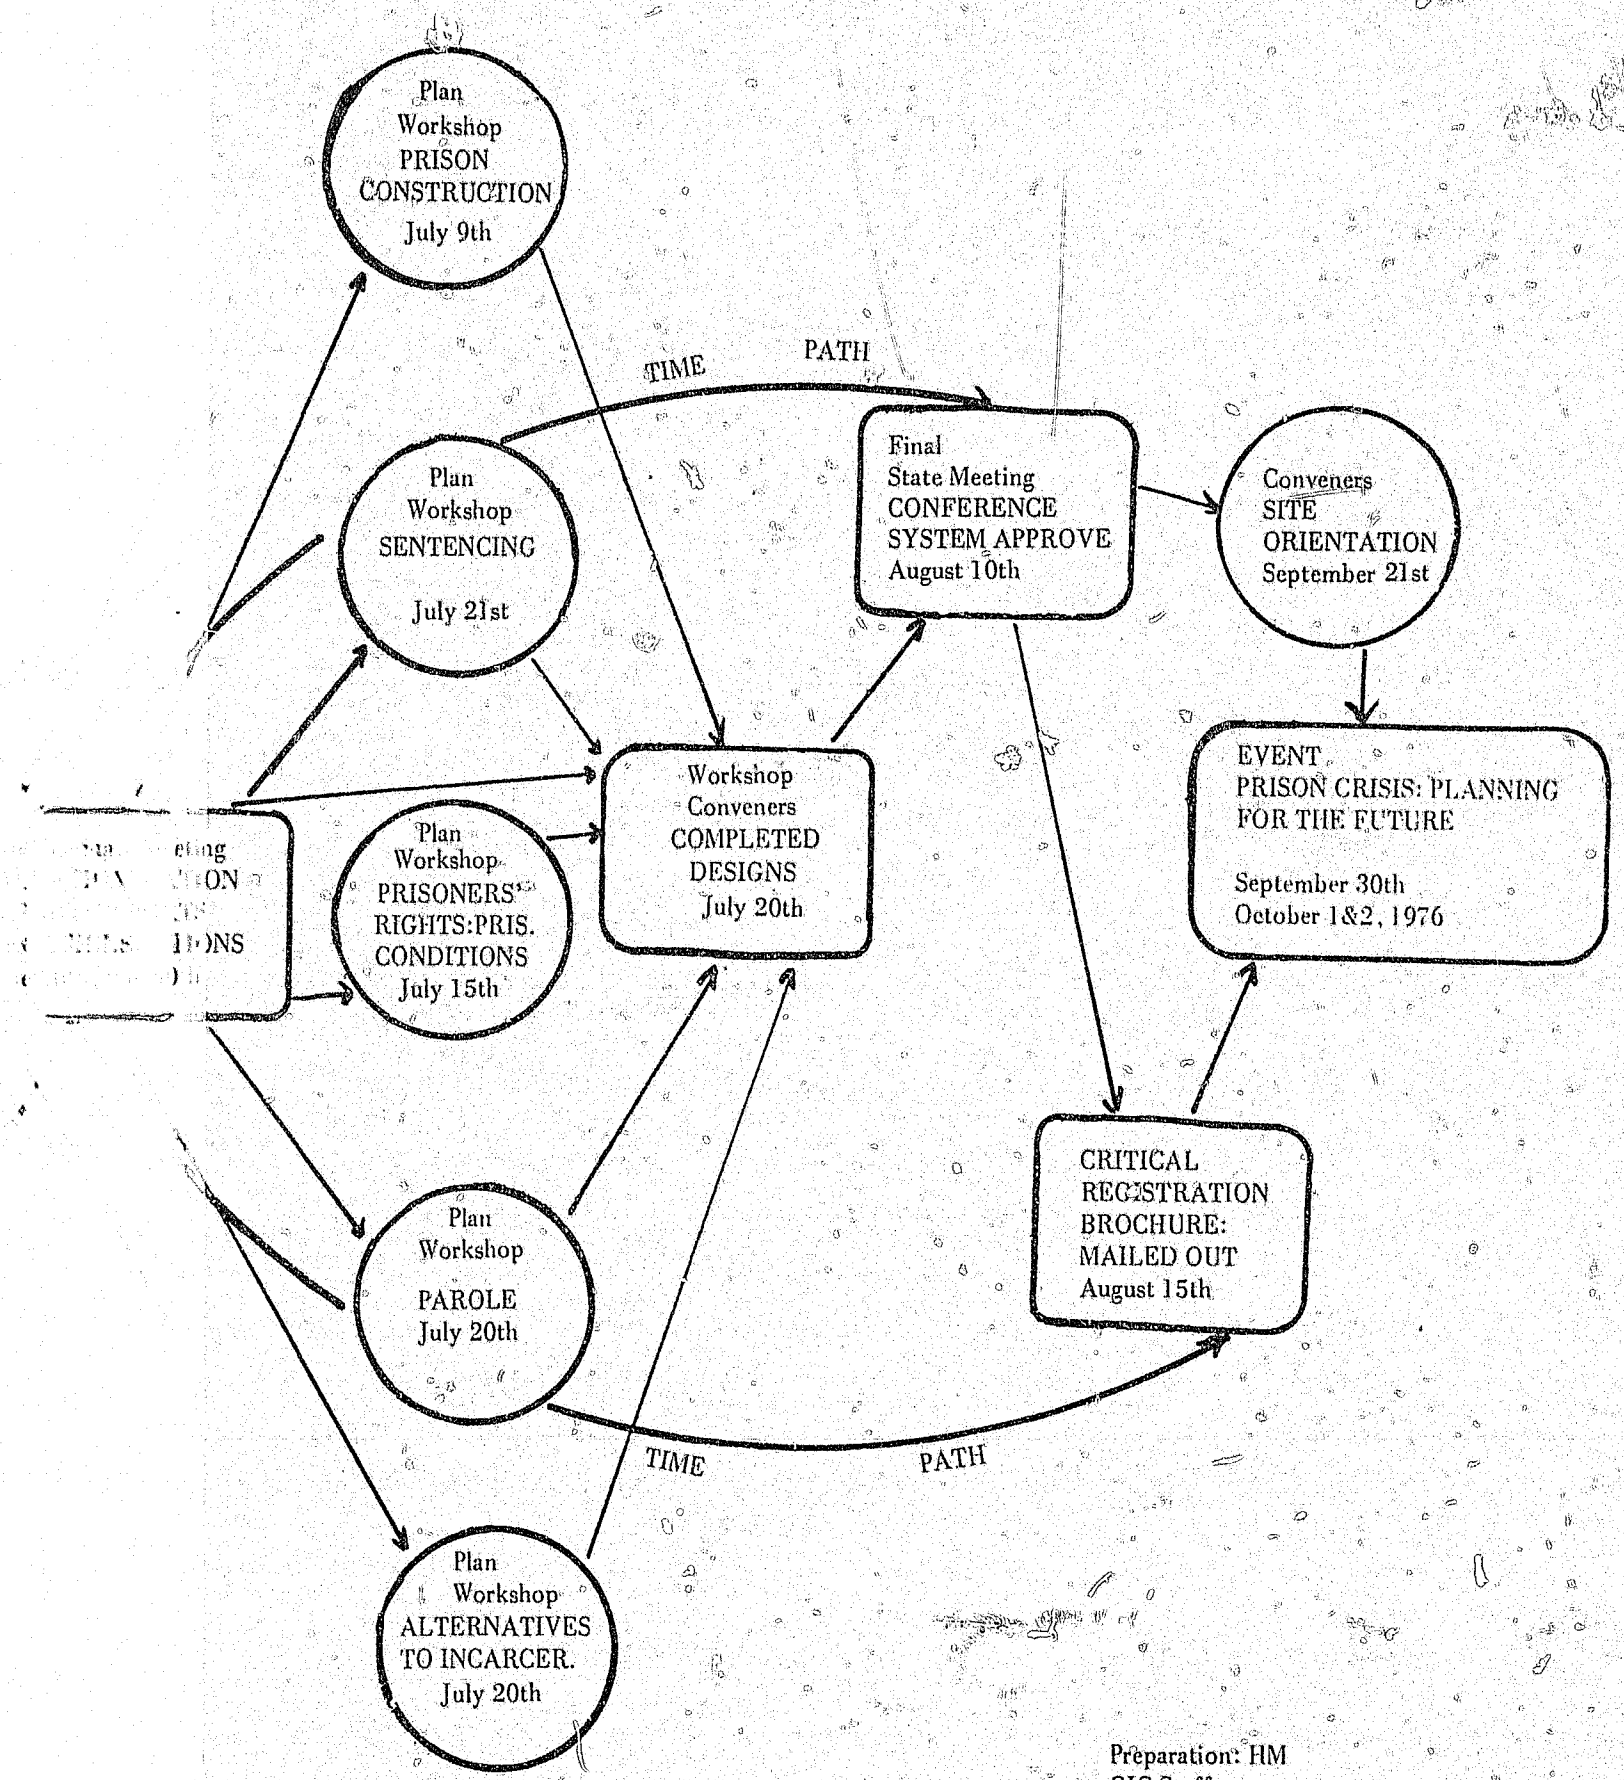 Plan
Workshop
PRISON
CONSTRUCTION
July 9th
TIME PATH
Plan
Workshop
SENTENCING
July 21st
Final
State Meeting
CONFERENCE
SYSTEM APPROVE
August 10th
Conveners
SITE
ORIENTATION
September 21st
Plan
Workshop
PRISONERS'
RIGHTS:PRIS.
CONDITIONS
July 15th
Workshop
Conveners
COMPLETED
DESIGNS
July 20th
EVENT
PRISON CRISIS: PLANNING
FOR THE FUTURE
September 30th
October 1&2, 1976
Plan
Workshop
PAROLE
July 20th
CRITICAL
REGISTRATION
BROCHURE:
MAILED OUT
August 15th
TIME PATH
Plan
Workshop
ALTERNATIVES
TO INCARCER.
July 20th
Preparation: HM